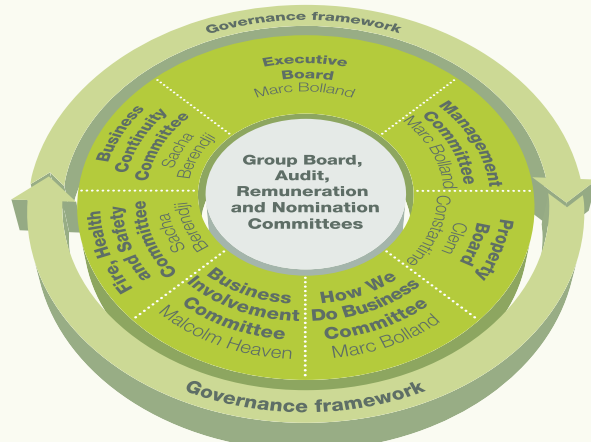 Governance framework
Executive
Board
Marc Bolland
Management
Committee
Marc Bolland
Property
Board
Clem
Constantine
How We
Do Business
Committee
Marc Bolland
Business
Involvement
Committee
Malcolm Heaven
Fire, Health
and Safety
Committee
Sacha
Berendji
Business
Continuity
Committee
Sacha
Berendji
Group Board,
Audit,
Remuneration
and Nomination
Committees
Governance framework